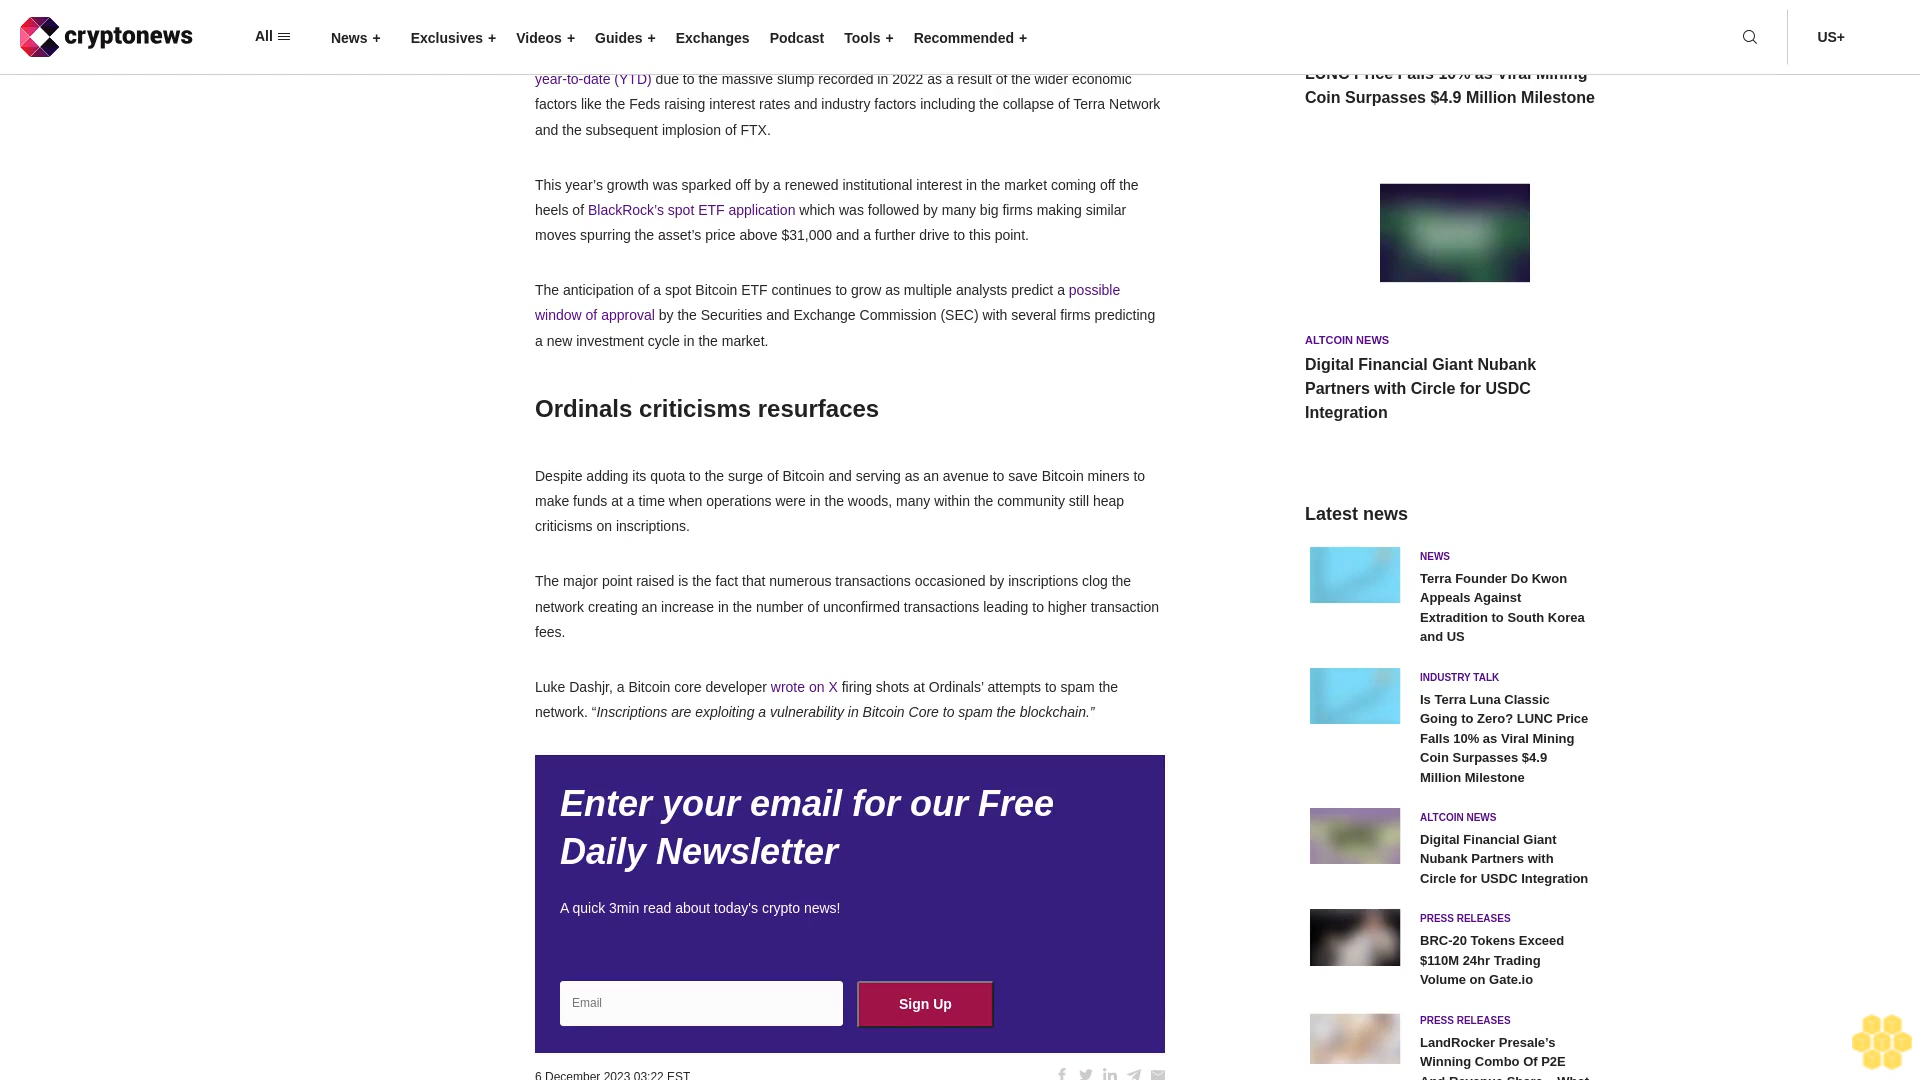 cryptonews
All
News +
Exclusives +
Videos +
Guides +
Exchanges
Podcast
Tools +
Recommended +
US+
year-to-date (YTD) due to the massive slump recorded in 2022 as a result of the wider economic
factors like the Feds raising interest rates and industry factors including the collapse of Terra Network
and the subsequent implosion of FTX.
This year’s growth was sparked off by a renewed institutional interest in the market coming off the
heels of BlackRock’s spot ETF application which was followed by many big firms making similar
moves spurring the asset’s price above $31,000 and a further drive to this point.
The anticipation of a spot Bitcoin ETF continues to grow as multiple analysts predict a possible
window of approval by the Securities and Exchange Commission (SEC) with several firms predicting
a new investment cycle in the market.
Ordinals criticisms resurfaces
Despite adding its quota to the surge of Bitcoin and serving as an avenue to save Bitcoin miners to
make funds at a time when operations were in the woods, many within the community still heap
criticisms on inscriptions.
The major point raised is the fact that numerous transactions occasioned by inscriptions clog the
network creating an increase in the number of unconfirmed transactions leading to higher transaction
fees.
Luke Dashjr, a Bitcoin core developer wrote on X firing shots at Ordinals’ attempts to spam the
network. “Inscriptions are exploiting a vulnerability in Bitcoin Core to spam the blockchain.”
Enter your email for our Free
Daily Newsletter
A quick 3min read about today's crypto news!
Email
Sign Up
6 December 2023 03:22 EST
LUNC Price Falls 10% as Viral Mining
Coin Surpasses $4.9 Million Milestone
ALTCOIN NEWS
Digital Financial Giant Nubank
Partners with Circle for USDC
Integration
Latest news
NEWS
Terra Founder Do Kwon
Appeals Against
Extradition to South Korea
and US
INDUSTRY TALK
Is Terra Luna Classic
Going to Zero? LUNC Price
Falls 10% as Viral Mining
Coin Surpasses $4.9
Million Milestone
ALTCOIN NEWS
Digital Financial Giant
Nubank Partners with
Circle for USDC Integration
PRESS RELEASES
BRC-20 Tokens Exceed
$110M 24hr Trading
Volume on Gate.io
PRESS RELEASES
LandRocker Presale’s
Winning Combo Of P2E
And Revenue Share – What